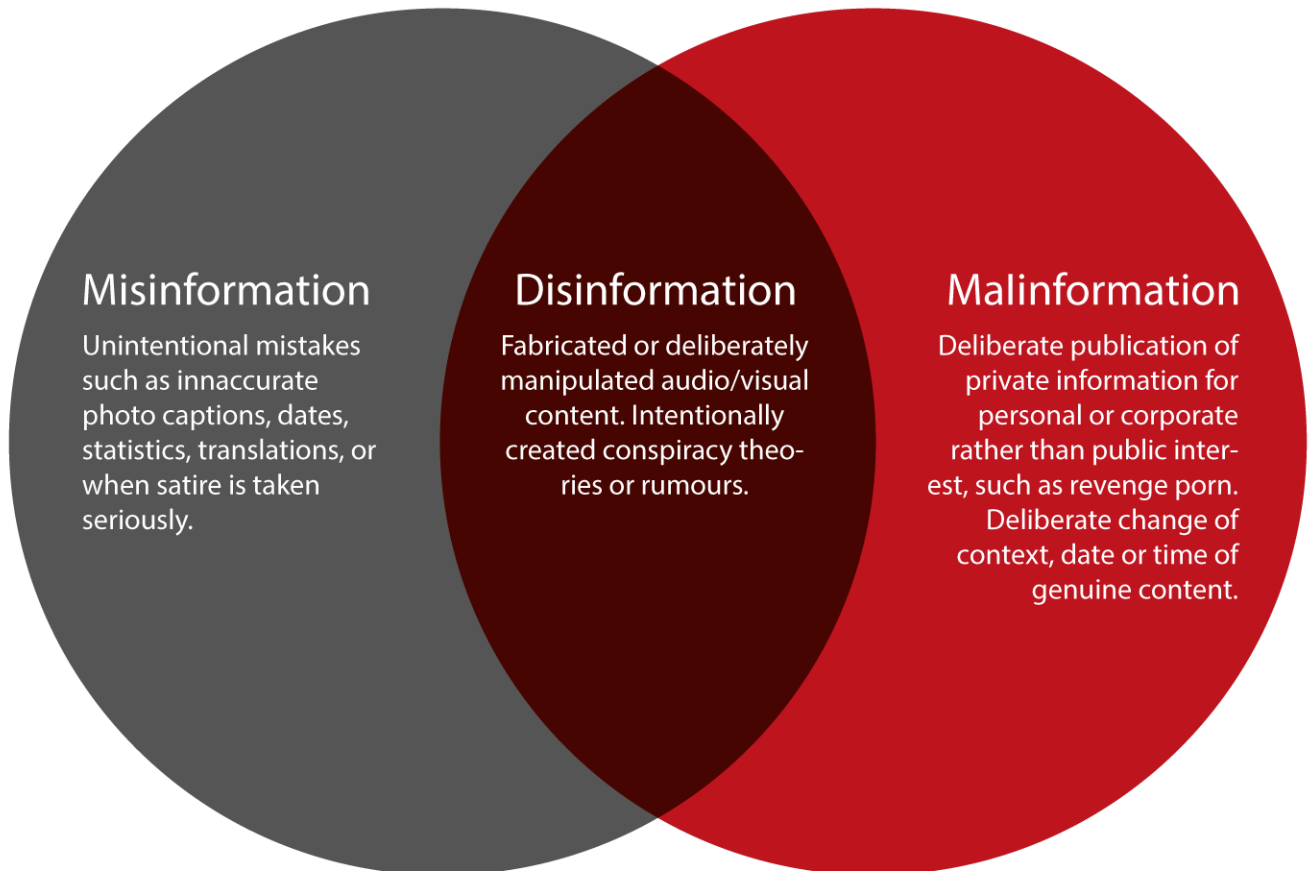 Misinformation
Unintentional mistakes
such as innaccurate
photo captions, dates,
statistics, translations, or
when satire is taken
seriously.
Disinformation
Fabricated or deliberately
manipulated audio/visual
content. Intentionally
created conspiracy theo-
ries or rumours.
Malinformation
Deliberate publication of
private information for
personal or corporate
rather than public inter-
est, such as revenge porn.
Deliberate change of
context, date or time of
genuine content.